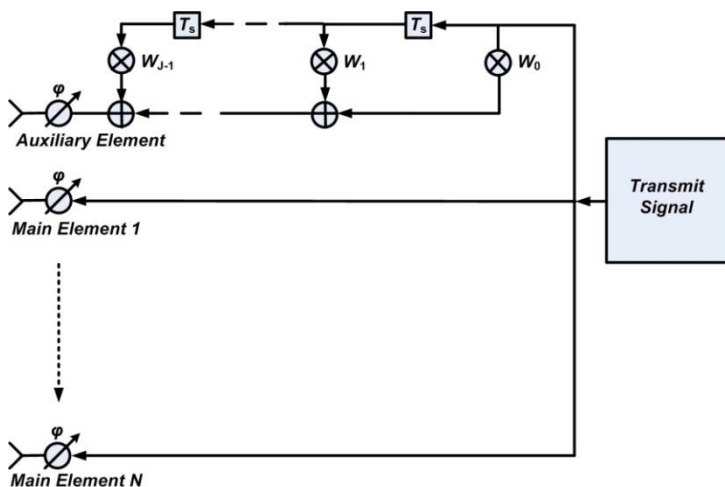 Ts
Ts
WJ-1
W1
W0
φ
Auxiliary Element
φ
Main Element 1
Transmit
Signal
φ
Main Element N